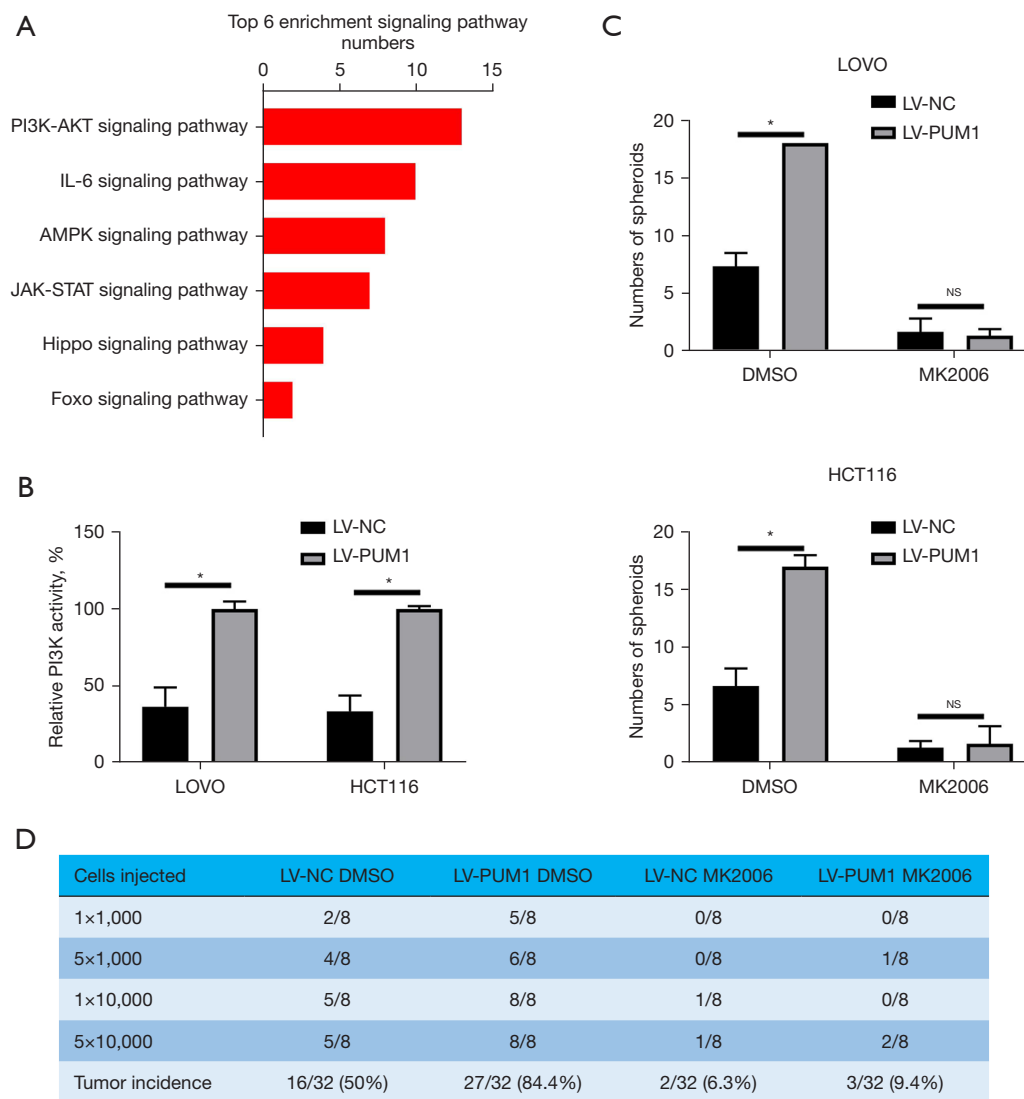 A
Top 6 enrichment signaling pathway
numbers
0 5 10 15
PI3K-AKT signaling pathway
IL-6 signaling pathway
AMPK signaling pathway
JAK-STAT signaling pathway
Hippo signaling pathway
Foxo signaling pathway
B
150
100
50
0
Relative PI3K activity, %
LV-NC
LV-PUM1
*
*
LOVO HCT116
C
LOVO
LV-NC
LV-PUM1
20
15
10
5
0
Numbers of spheroids
*
NS
DMSO MK2006
HCT116
LV-NC
LV-PUM1
20
15
10
5
0
Numbers of spheroids
*
NS
DMSO MK2006
D
Cells injected LV-NC DMSO LV-PUM1 DMSO LV-NC MK2006 LV-PUM1 MK2006
1×1,000 2/8 5/8 0/8 0/8
5×1,000 4/8 6/8 0/8 1/8
1×10,000 5/8 8/8 1/8 0/8
5×10,000 5/8 8/8 1/8 2/8
Tumor incidence 16/32 (50%) 27/32 (84.4%) 2/32 (6.3%) 3/32 (9.4%)